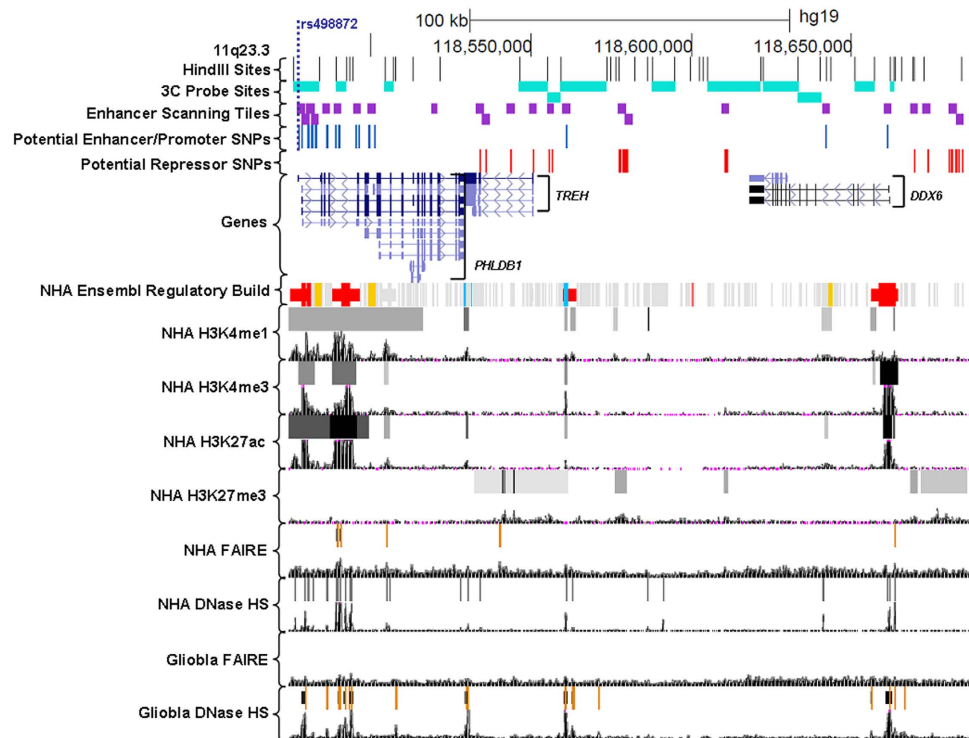 rs498872
100 kb
hg19
11q23.3
118,550,000
118,600,000
118,650,000
HindIII Sites
3C Probe Sites
Enhancer Scanning Tiles
Potential Enhancer/Promoter SNPs
Potential Repressor SNPs
Genes
TREH
DDX6
PHLDB1
NHA Ensembl Regulatory Build
NHA H3K4me1
NHA H3K4me3
NHA H3K27ac
NHA H3K27me3
NHA FAIRE
NHA DNase HS
Gliobla FAIRE
Gliobla DNase HS